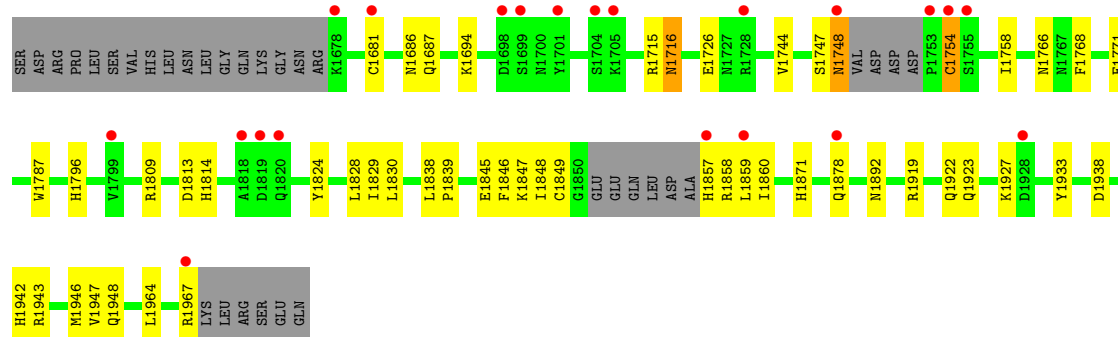 SER ASP ARG PRO LEU SER VAL HIS LEU ASN LEU GLY GLN LYS GLY ASN ARG K1678 C1681 N1686 Q1687 K1694 D1698 S1699 N1700 Y1701 S1704 K1705 R1715 N1716 E1726 N1727 R1728 V1744 S1747 N1748 VAL ASP ASP ASP P1753 C1754 S1755 I1758 N1766 N1767 F1768
W1787 H1796 V1799 R1809 D1813 H1814 A1818 D1819 Q1820 Y1824 L1828 I1829 L1830 L1838 P1839 E1845 F1846 K1847 I1848 C1849 G1850 GLU GLU GLN LEU ASP ALA H1857 R1858 L1859 I1860 H1871 Q1878 N1892 R1919 Q1922 Q1923 K1927 D1928 Y1933 D1938
H1942 R1943 M1946 V1947 Q1948 L1964 R1967 LYS LEU ARG SER GLU GLN